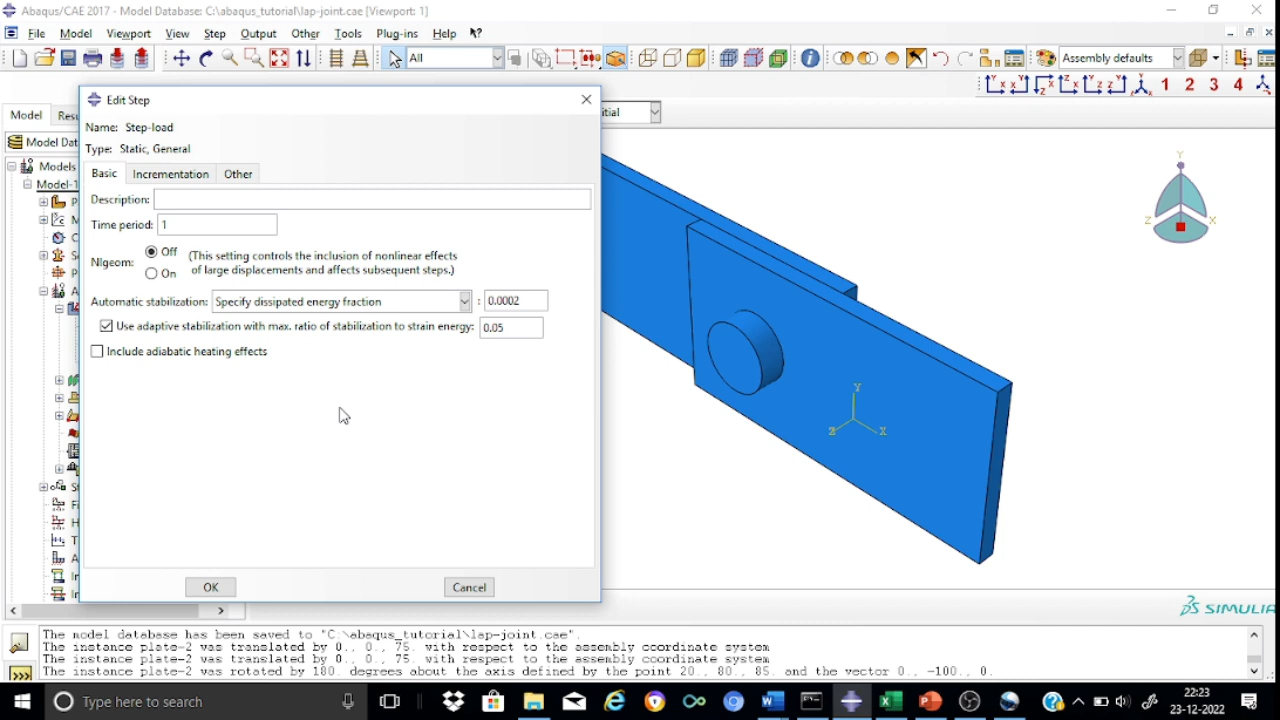 Abaqus/CAE 2017 - Model Database: C:\abaqus_tutorial\lap-joint.cae [Viewport: 1]
File Model Viewport View Step Output Other Tools Plug-ins Help
All
Assembly defaults
1 2 3 4
Edit Step
Model Resu
itial
Name: Step-load
Model Dat
Type: Static, General
Models
Basic Incrementation Other
Model-1
Description:
Time period: 1
Nlgeom: Off (This setting controls the inclusion of nonlinear effects
On of large displacements and affects subsequent steps.)
Automatic stabilization: Specify dissipated energy fraction : 0.0002
Use adaptive stabilization with max. ratio of stabilization to strain energy: 0.05
Include adiabatic heating effects
OK Cancel
Y
Z X
Y
Z X
SIMULIA
The model database has been saved to "C:\abaqus_tutorial\lap-joint.cae".
The instance plate-2 was translated by 0., 0., 75. with respect to the assembly coordinate system
The instance plate-2 was translated by 0., 0., 75. with respect to the assembly coordinate system
The instance plate-2 was rotated by 180. degrees about the axis defined by the point 20., 80., 85. and the vector 0., -100., 0.
Type here to search
22:23
23-12-2022